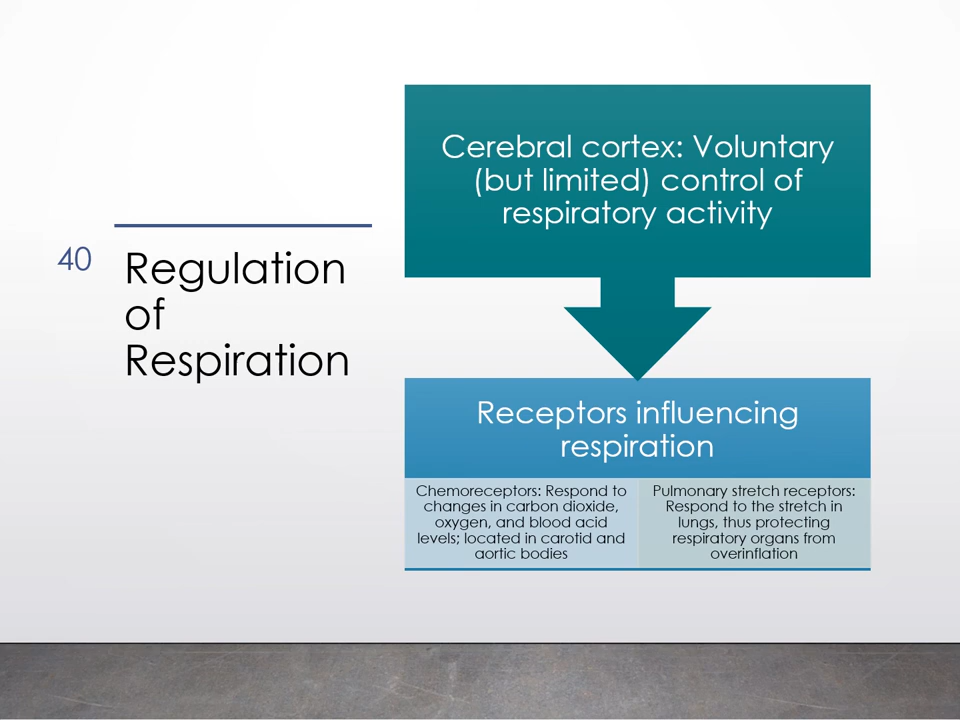 40
Regulation
of
Respiration
Cerebral cortex: Voluntary
(but limited) control of
respiratory activity
Receptors influencing
respiration
Chemoreceptors: Respond to
changes in carbon dioxide,
oxygen, and blood acid
levels; located in carotid and
aortic bodies
Pulmonary stretch receptors:
Respond to the stretch in
lungs, thus protecting
respiratory organs from
overinflation